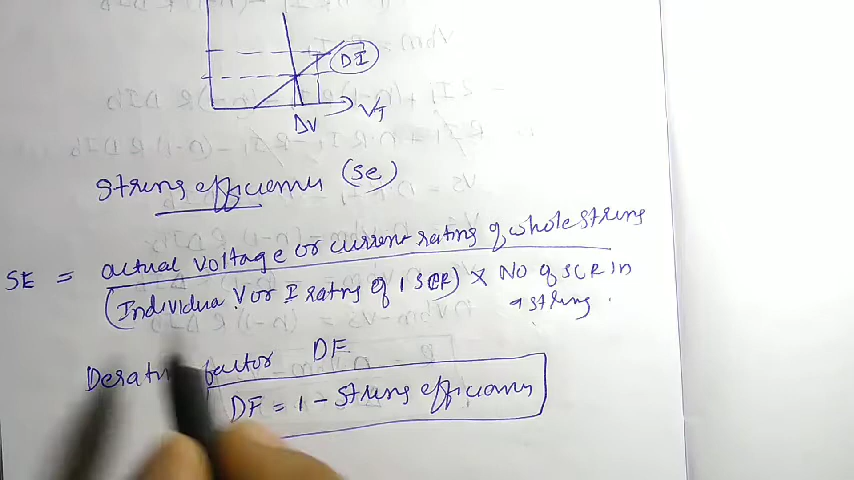 DI
VT
DV
String efficiency (SE)
SE = actual voltage or current rating of whole string
(Individua V or I rating of 1 SCR) × No of SCR in
a string.
Derating factor DF
DF = 1 - String efficiency